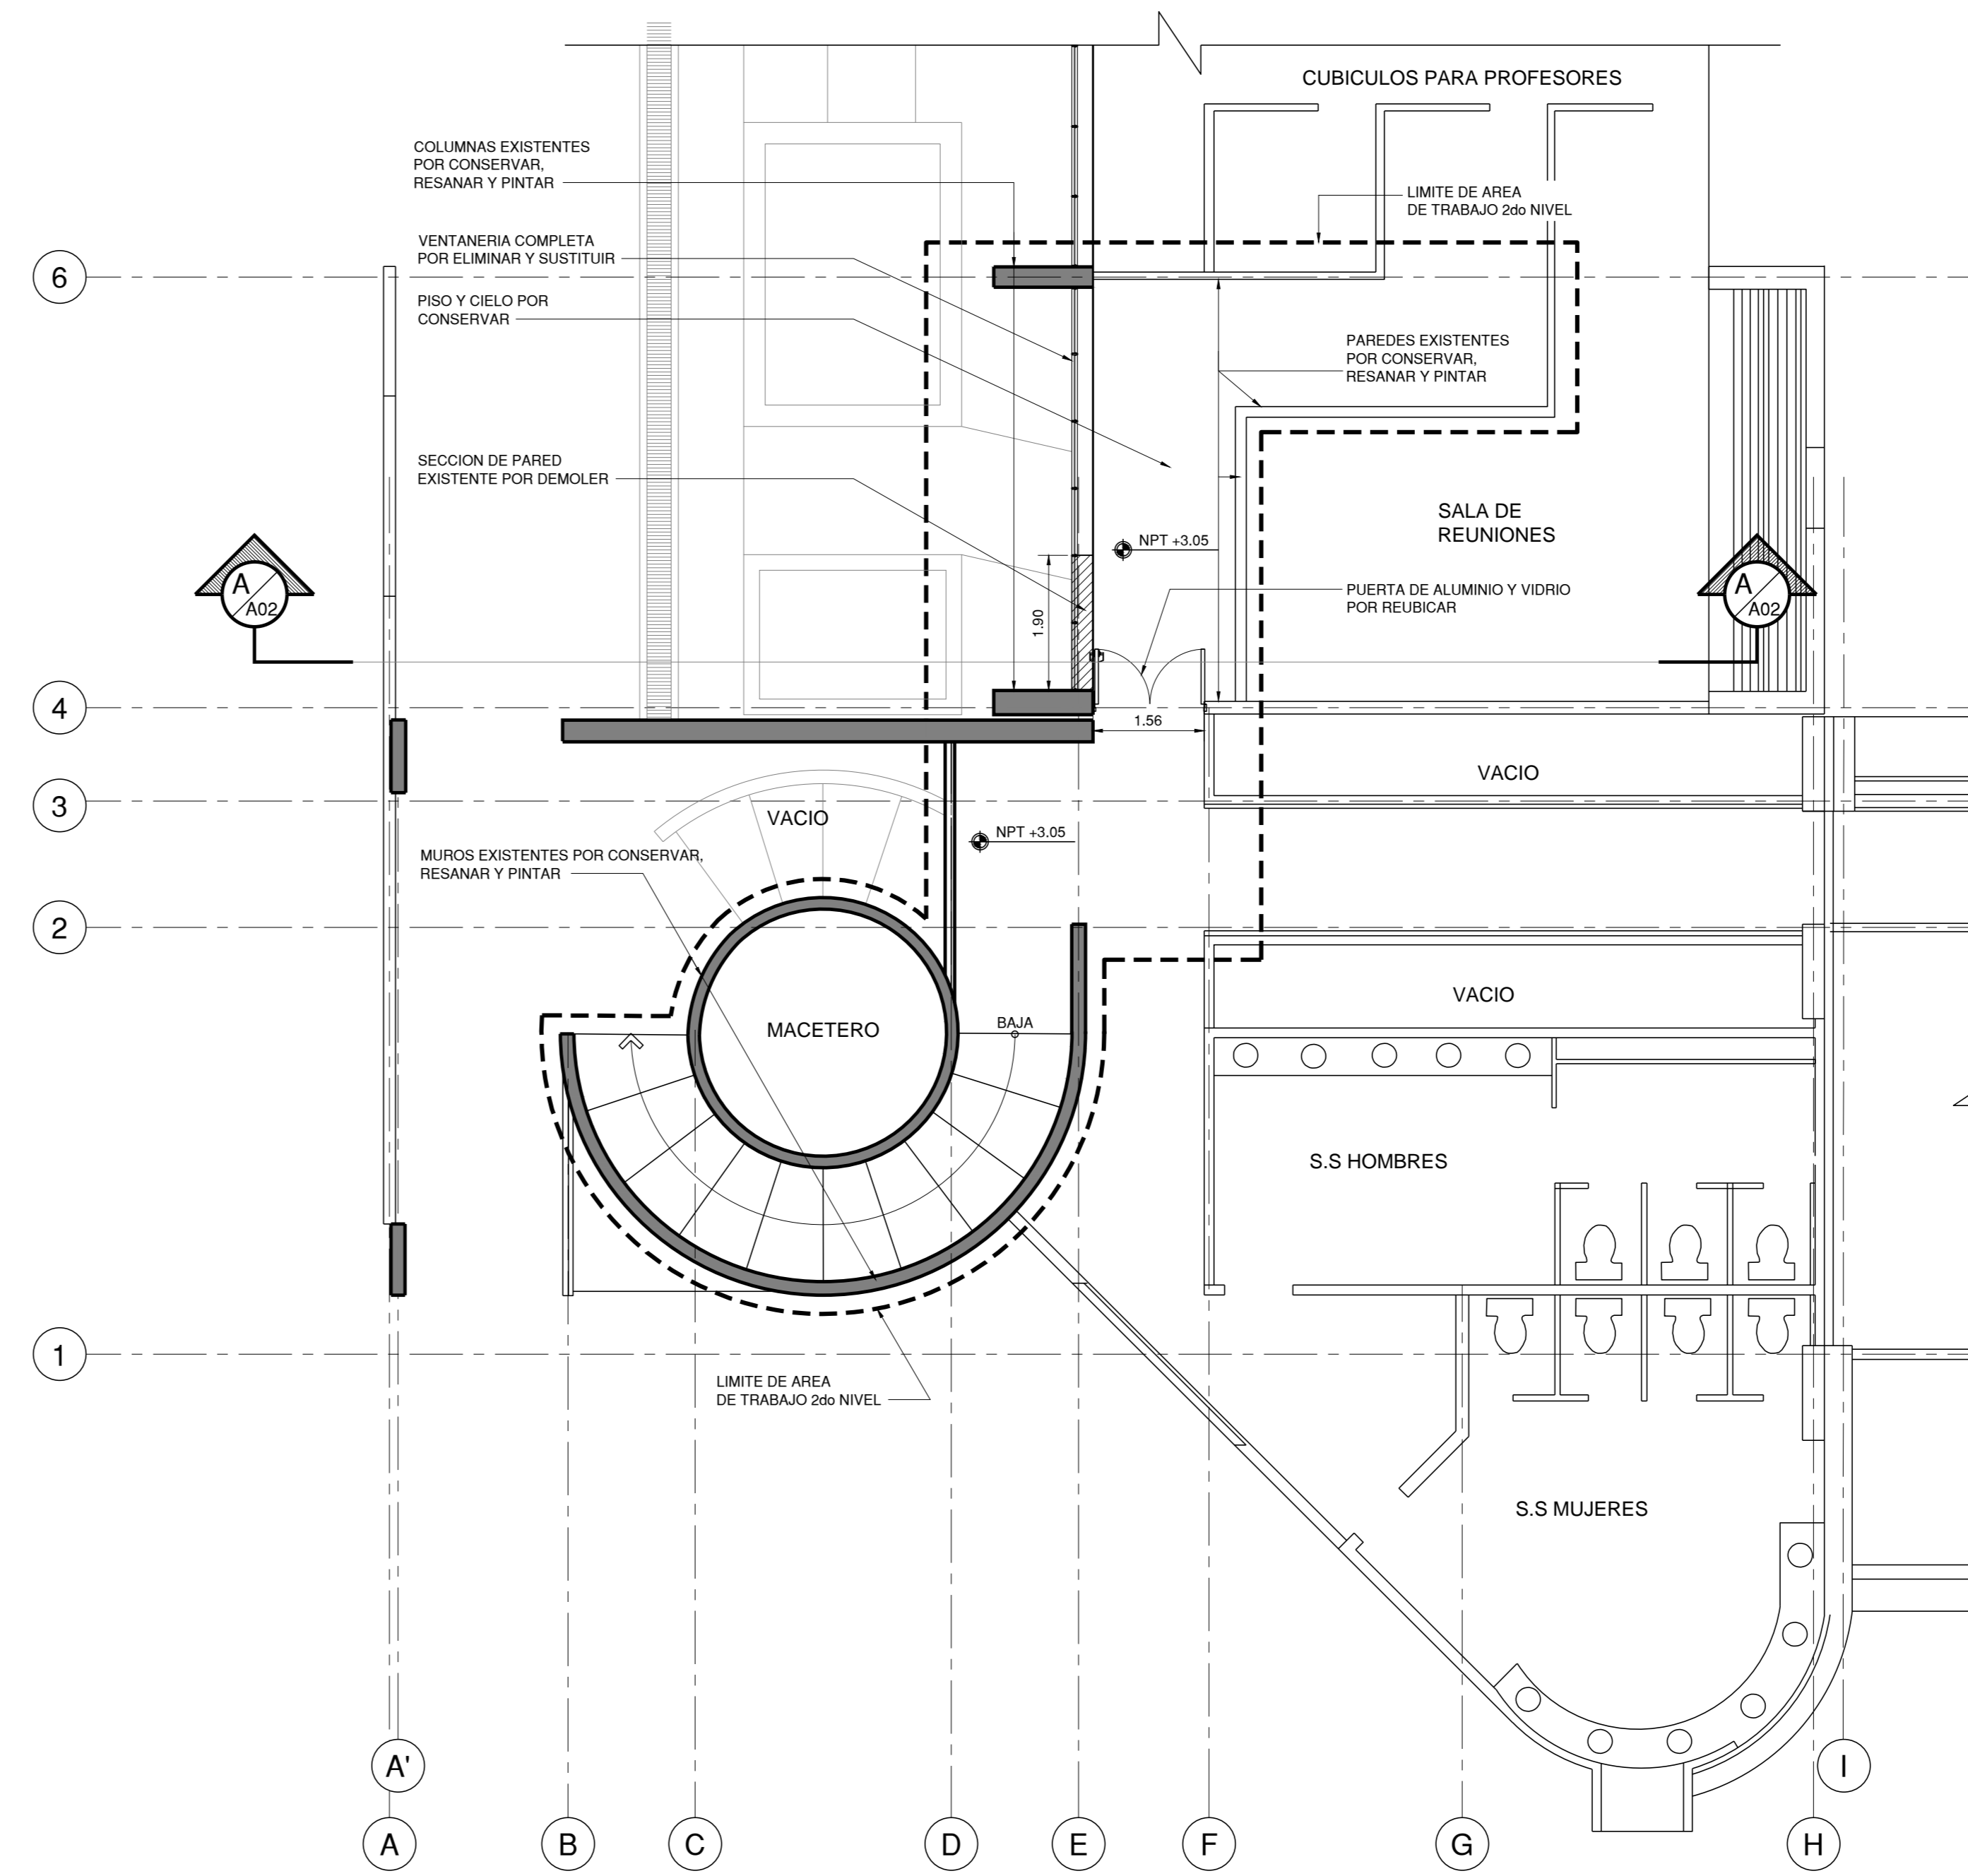 CUBICULOS PARA PROFESORES
COLUMNAS EXISTENTES
POR CONSERVAR,
RESANAR Y PINTAR
LIMITE DE AREA
DE TRABAJO 2do NIVEL
VENTANERIA COMPLETA
POR ELIMINAR Y SUSTITUIR
6
PISO Y CIELO POR
CONSERVAR
PAREDES EXISTENTES
POR CONSERVAR,
RESANAR Y PINTAR
SECCION DE PARED
EXISTENTE POR DEMOLER
SALA DE
REUNIONES
NPT +3.05
A
A02
A
A02
PUERTA DE ALUMINIO Y VIDRIO
POR REUBICAR
1.90
4
1.56
VACIO
3
VACIO
NPT +3.05
MUROS EXISTENTES POR CONSERVAR,
RESANAR Y PINTAR
2
VACIO
MACETERO
BAJA
S.S HOMBRES
1
LIMITE DE AREA
DE TRABAJO 2do NIVEL
S.S MUJERES
A'
I
A
B
C
D
E
F
G
H